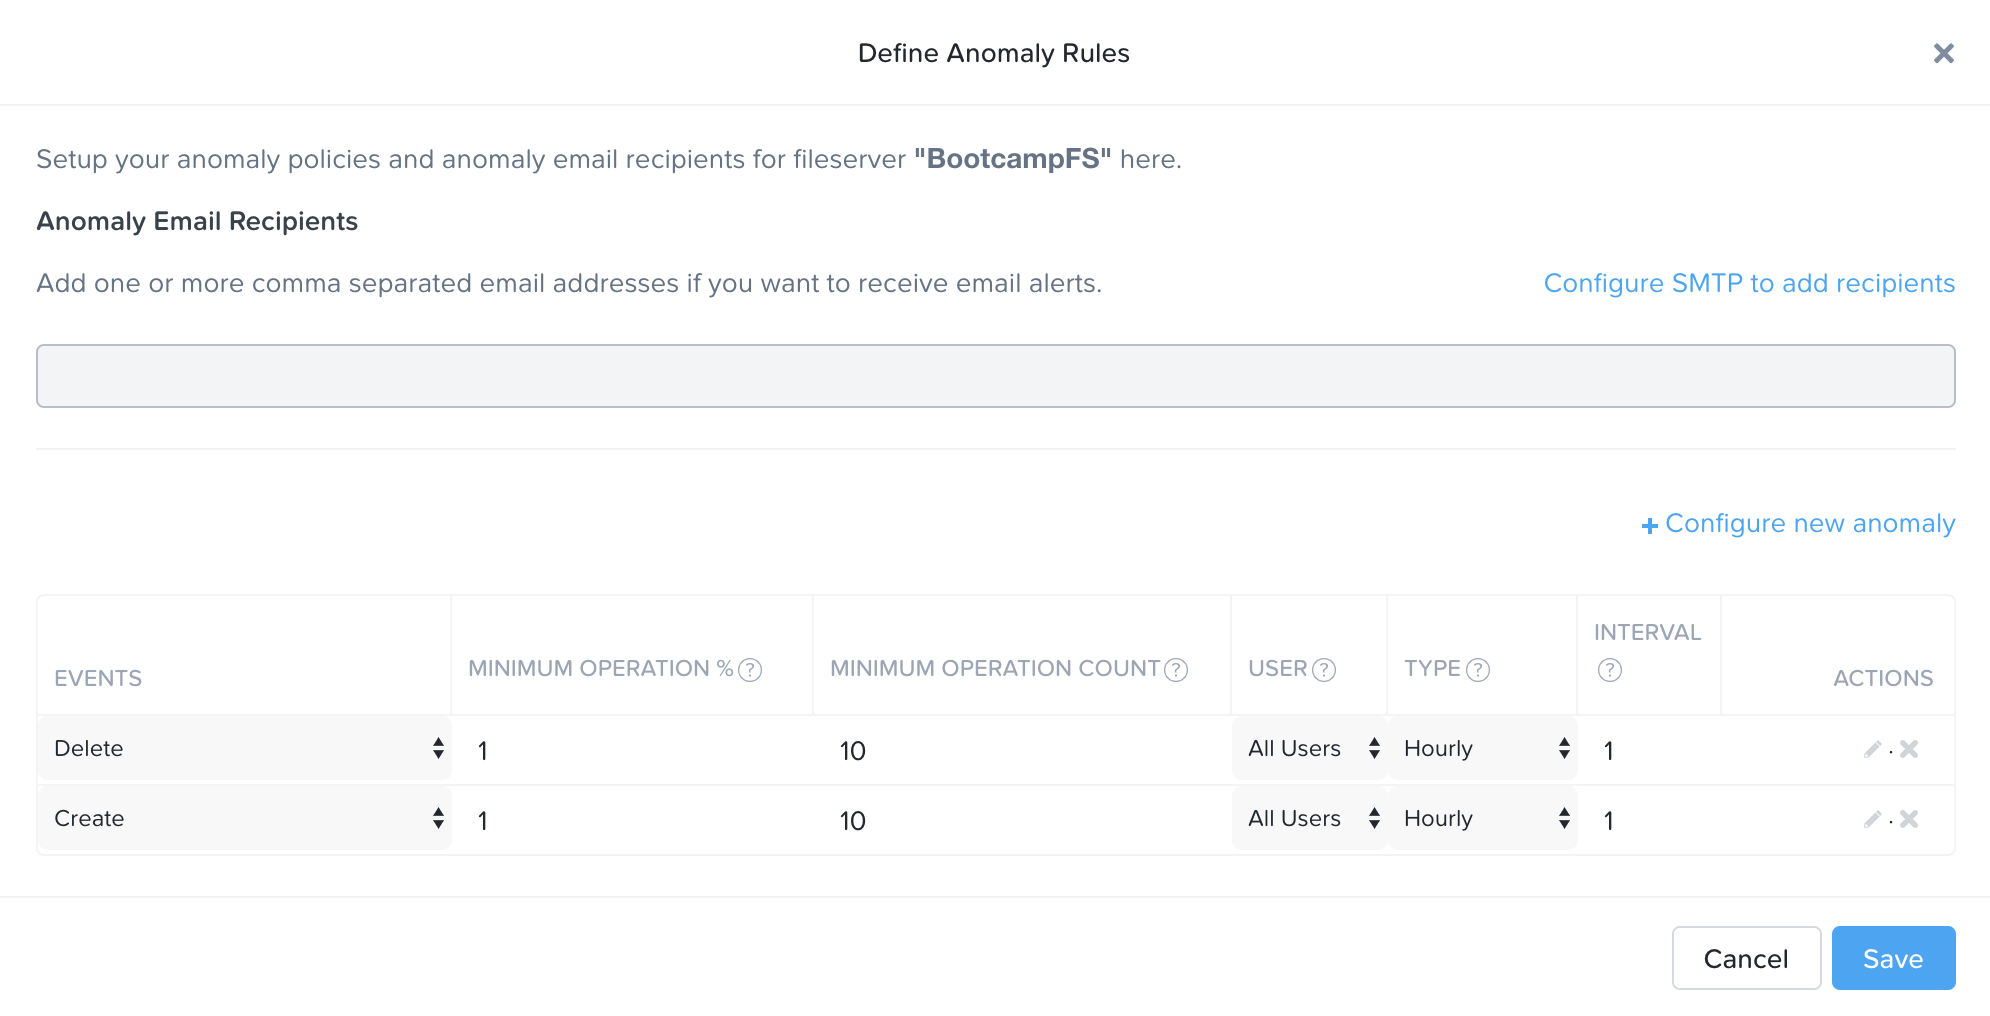 Define Anomaly Rules
Setup your anomaly policies and anomaly email recipients for fileserver "BootcampFS" here.
Anomaly Email Recipients
Add one or more comma separated email addresses if you want to receive email alerts. Configure SMTP to add recipients
+ Configure new anomaly
EVENTS MINIMUM OPERATION % ? MINIMUM OPERATION COUNT ? USER ? TYPE ? INTERVAL ? ACTIONS
Delete 1 10 All Users Hourly 1
Create 1 10 All Users Hourly 1
Cancel Save